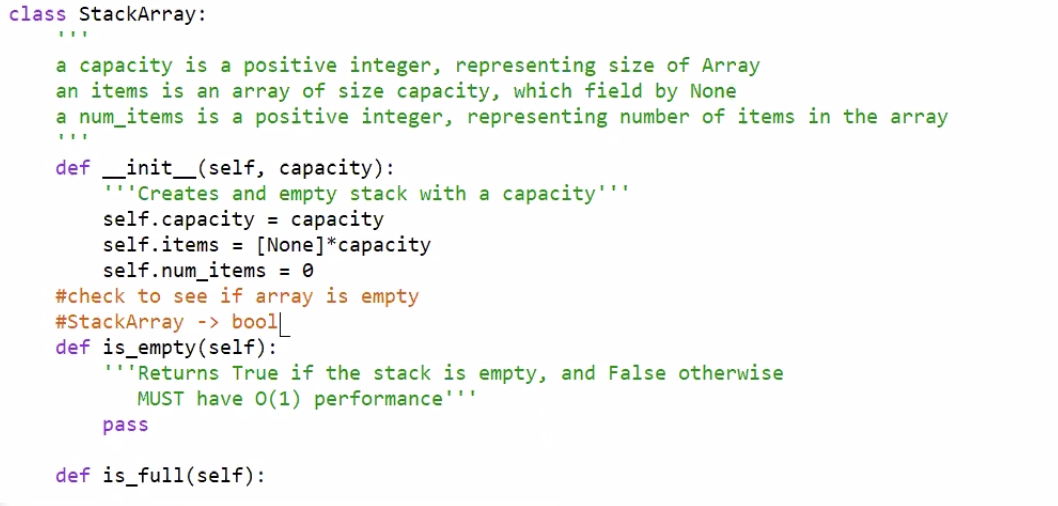 class StackArray:
    '''
    a capacity is a positive integer, representing size of Array
    an items is an array of size capacity, which field by None
    a num_items is a positive integer, representing number of items in the array
    '''
    def __init__(self, capacity):
        '''Creates and empty stack with a capacity'''
        self.capacity = capacity
        self.items = [None]*capacity
        self.num_items = 0
    #check to see if array is empty
    #StackArray -> bool
    def is_empty(self):
        '''Returns True if the stack is empty, and False otherwise
           MUST have O(1) performance'''
        pass
    def is_full(self):